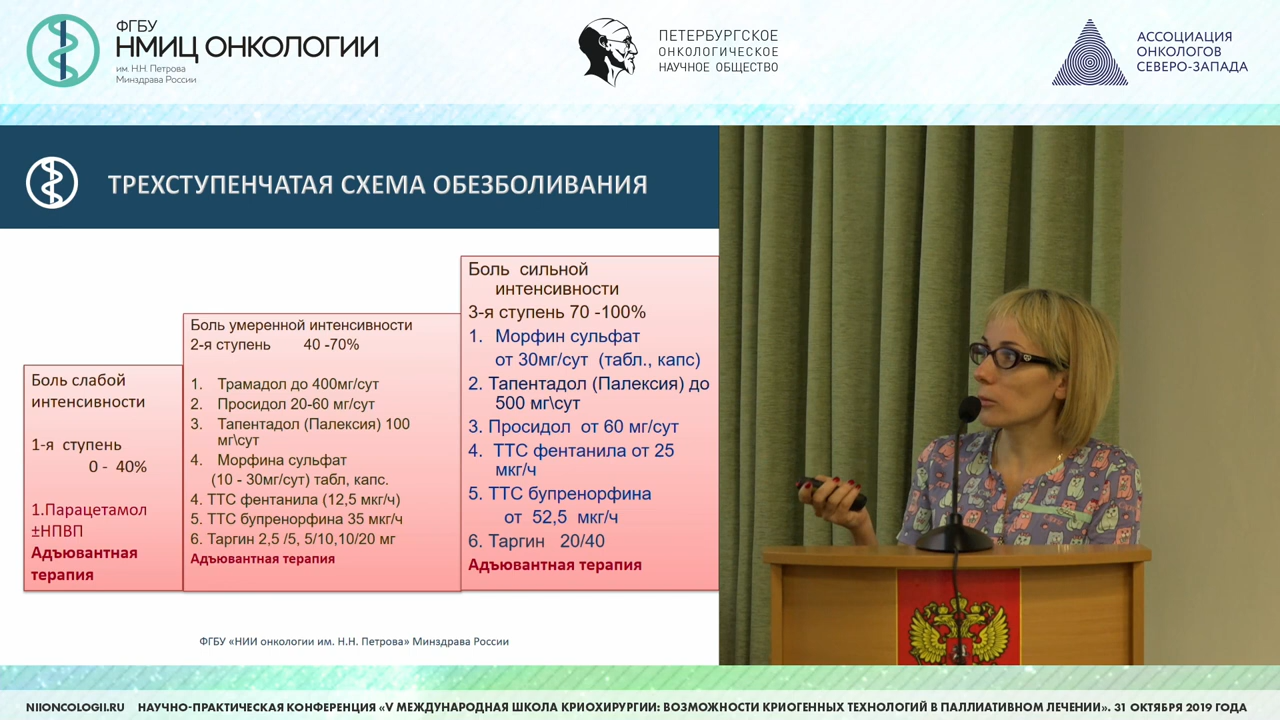 ФГБУ
НМИЦ ОНКОЛОГИИ
им. Н.Н. Петрова
Минздрава России
ПЕТЕРБУРГСКОЕ
ОНКОЛОГИЧЕСКОЕ
НАУЧНОЕ ОБЩЕСТВО
АССОЦИАЦИЯ
ОНКОЛОГОВ
СЕВЕРО-ЗАПАДА
ТРЕХСТУПЕНЧАТАЯ СХЕМА ОБЕЗБОЛИВАНИЯ
Боль слабой
интенсивности
1-я ступень
0 - 40%
1.Парацетамол
±НПВП
Адъювантная
терапия
Боль умеренной интенсивности
2-я ступень 40 -70%
1. Трамадол до 400мг/сут
2. Просидол 20-60 мг/сут
3. Тапентадол (Палексия) 100
мг\сут
4. Морфина сульфат
(10 - 30мг/сут) табл, капс.
4. ТТС фентанила (12,5 мкг/ч)
5. ТТС бупренорфина 35 мкг/ч
6. Таргин 2,5 /5, 5/10,10/20 мг
Адъювантная терапия
Боль сильной
интенсивности
3-я ступень 70 -100%
1. Морфин сульфат
от 30мг/сут (табл., капс)
2. Тапентадол (Палексия) до
500 мг\сут
3. Просидол от 60 мг/сут
4. ТТС фентанила от 25
мкг/ч
5. ТТС бупренорфина
от 52,5 мкг/ч
6. Таргин 20/40
Адъювантная терапия
ФГБУ «НИИ онкологии им. Н.Н. Петрова» Минздрава России
NIIONCOLOGII.RU НАУЧНО-ПРАКТИЧЕСКАЯ КОНФЕРЕНЦИЯ «V МЕЖДУНАРОДНАЯ ШКОЛА КРИОХИРУРГИИ: ВОЗМОЖНОСТИ КРИОГЕННЫХ ТЕХНОЛОГИЙ В ПАЛЛИАТИВНОМ ЛЕЧЕНИИ». 31 ОКТЯБРЯ 2019 ГОДА